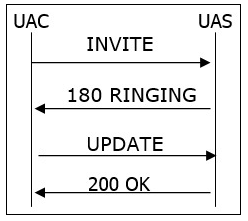 UAC UAS
INVITE
180 RINGING
UPDATE
200 OK